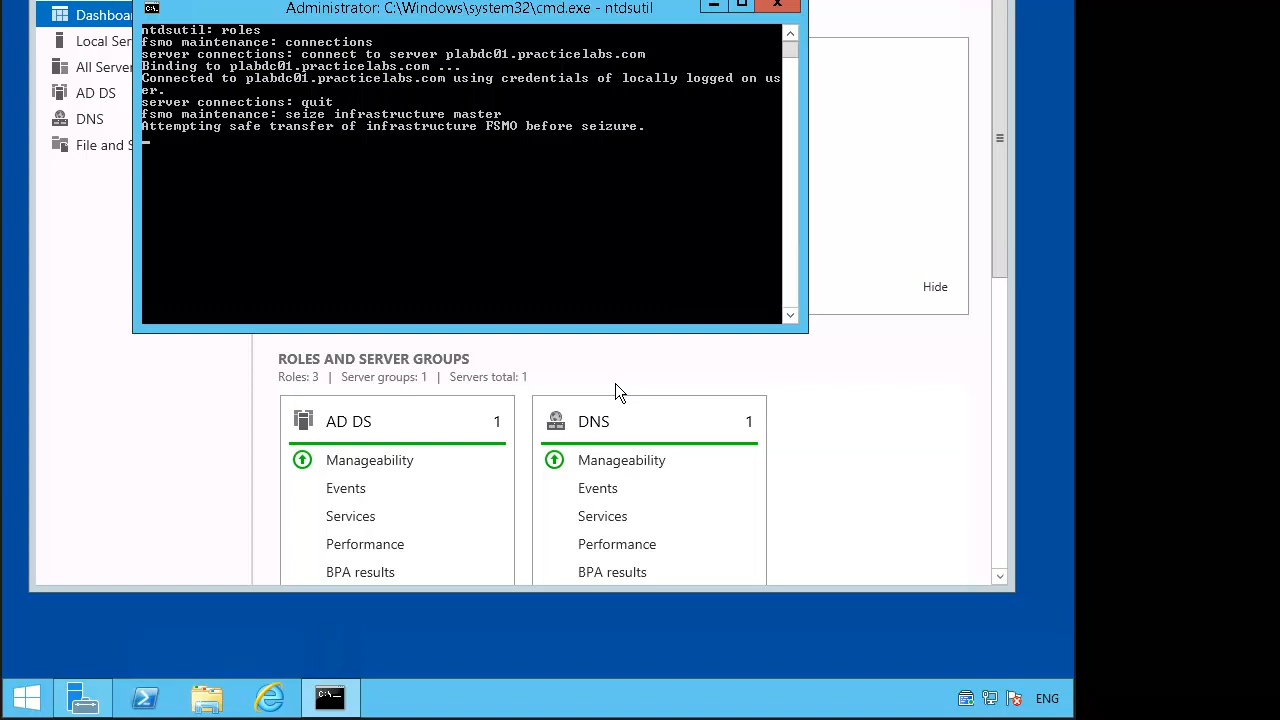 Administrator: C:\Windows\system32\cmd.exe - ntdsutil
ntdsutil: roles
fsmo maintenance: connections
server connections: connect to server plabdc01.practicelabs.com
Binding to plabdc01.practicelabs.com ...
Connected to plabdc01.practicelabs.com using credentials of locally logged on us
er.
server connections: quit
fsmo maintenance: seize infrastructure master
Attempting safe transfer of infrastructure FSMO before seizure.
Dashboa
Local Ser
All Server
AD DS
DNS
File and S
Hide
ROLES AND SERVER GROUPS
Roles: 3 | Server groups: 1 | Servers total: 1
AD DS 1
Manageability
Events
Services
Performance
BPA results
DNS 1
Manageability
Events
Services
Performance
BPA results
ENG